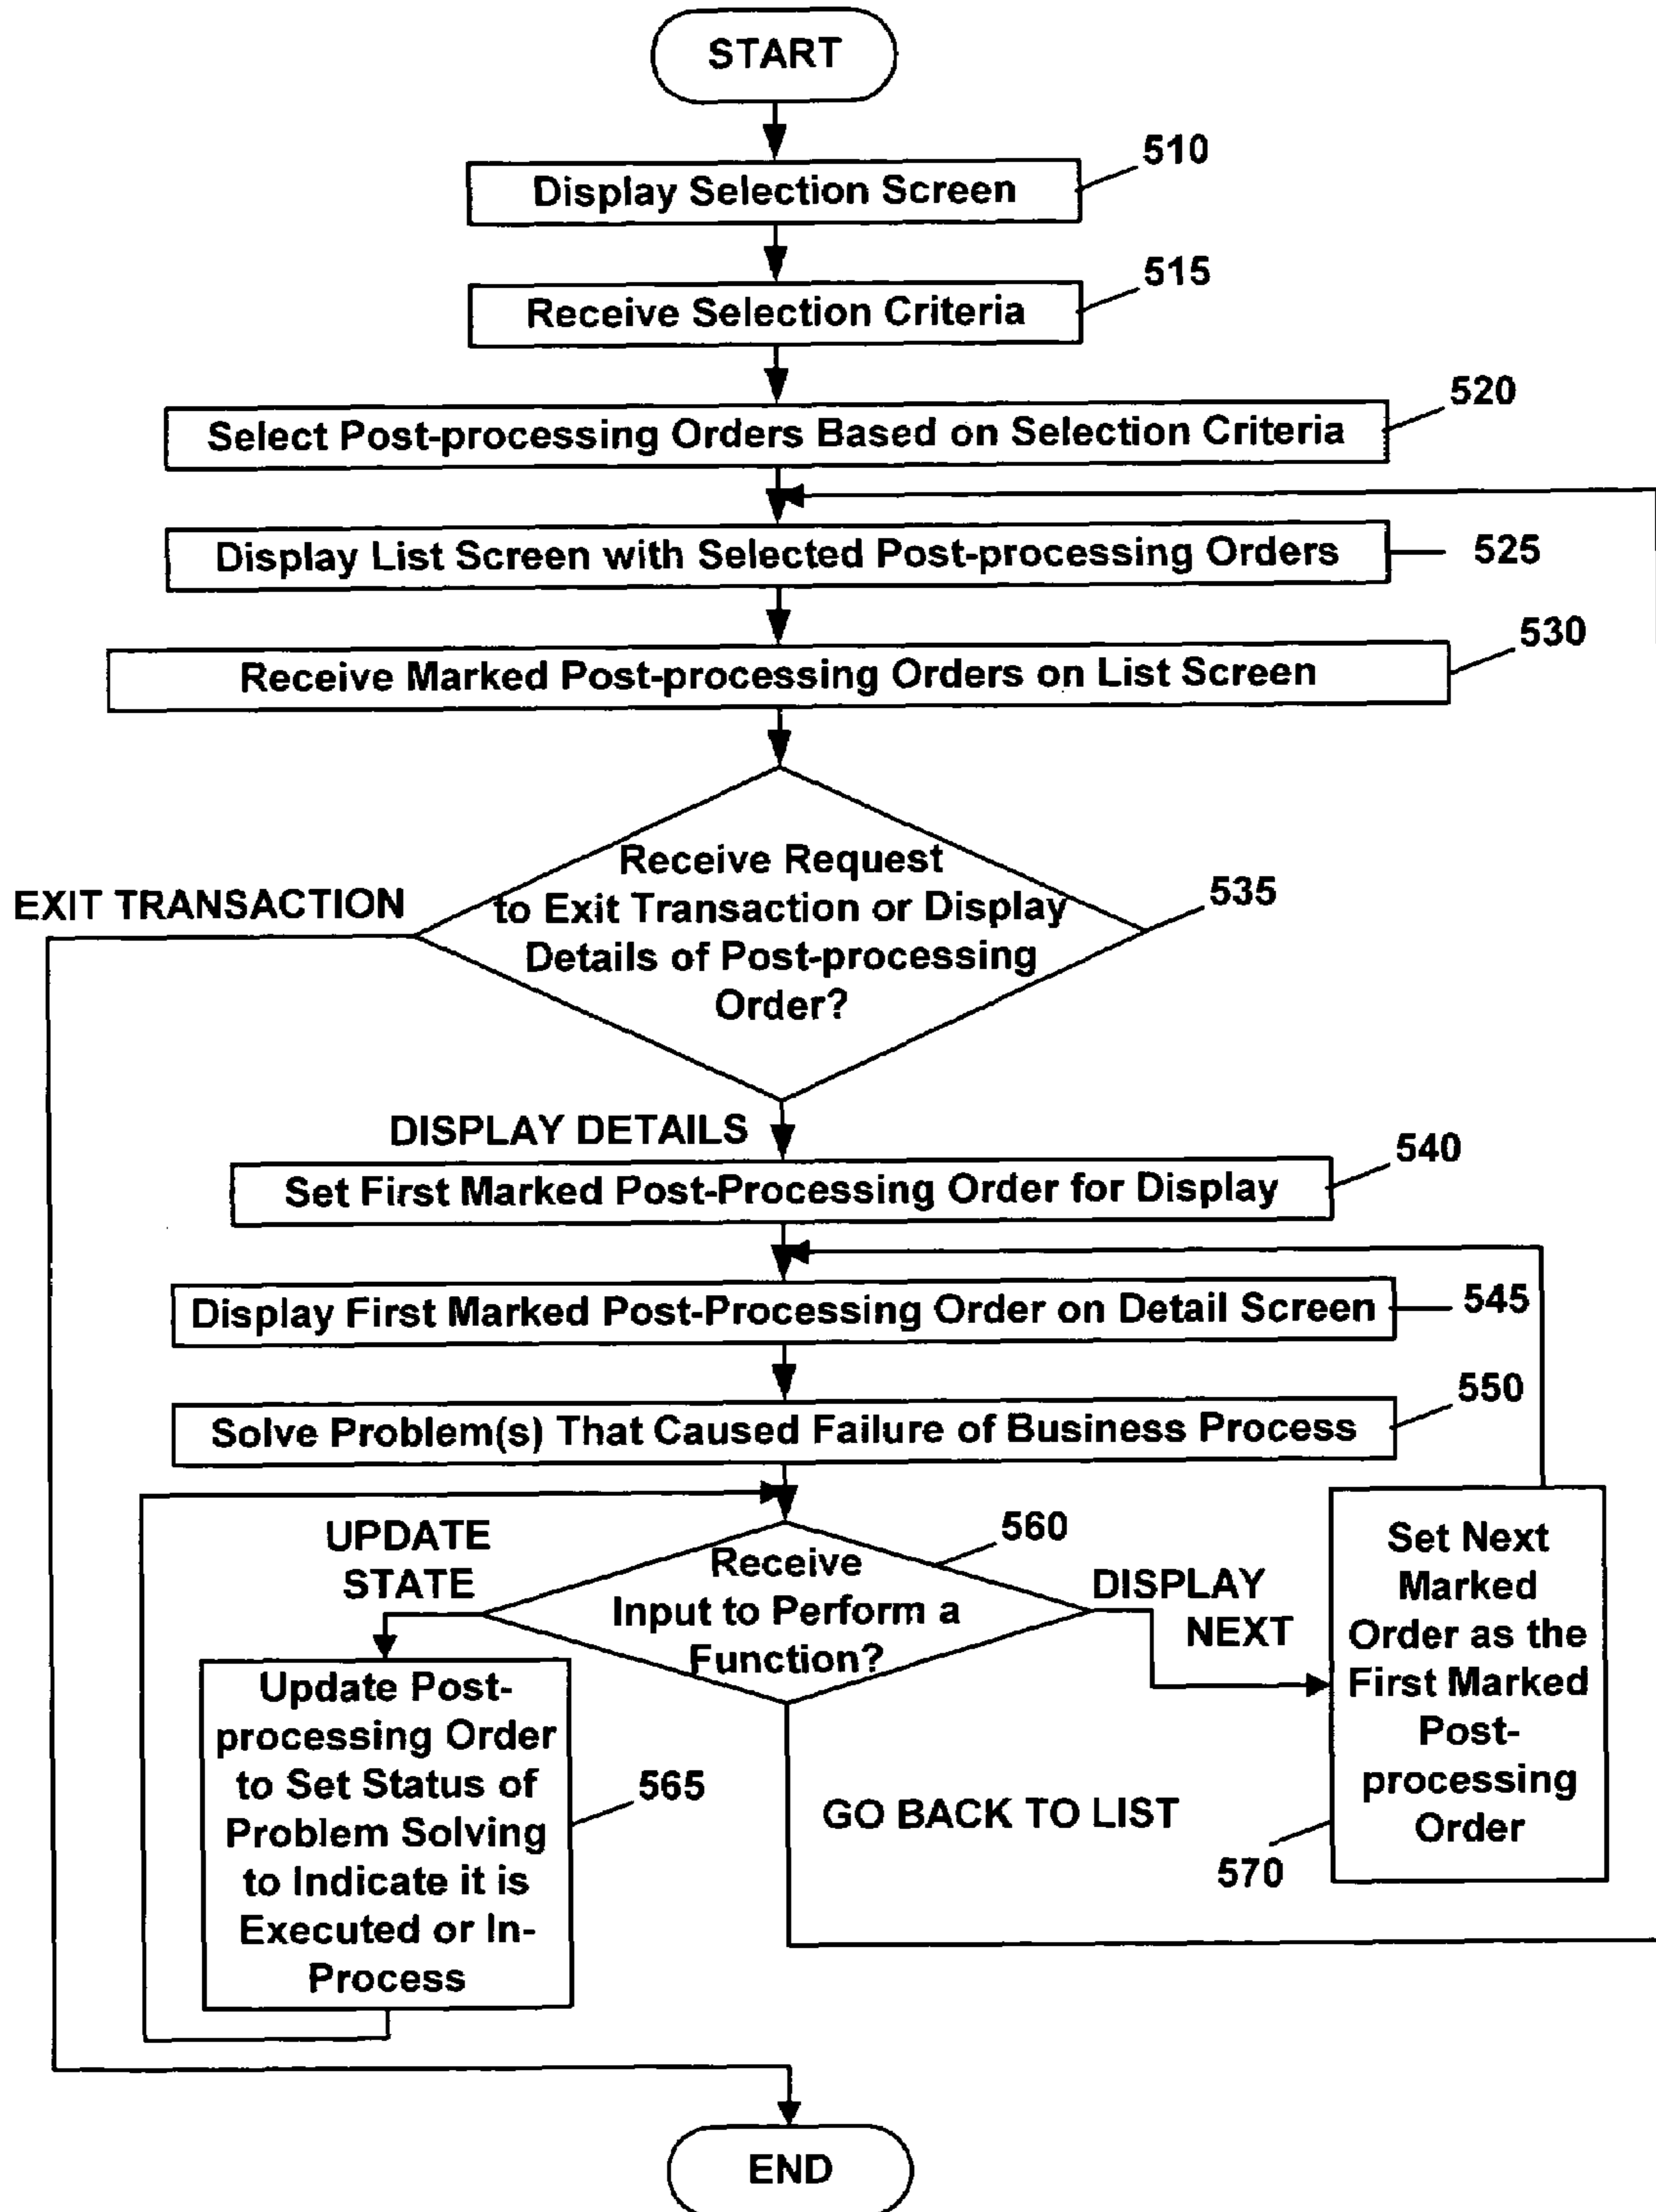 START
510
Display Selection Screen
515
Receive Selection Criteria
520
Select Post-processing Orders Based on Selection Criteria
Display List Screen with Selected Post-processing Orders
525
530
Receive Marked Post-processing Orders on List Screen
Receive Request
to Exit Transaction or Display
Details of Post-processing
Order?
EXIT TRANSACTION
535
DISPLAY DETAILS
540
Set First Marked Post-Processing Order for Display
Display First Marked Post-Processing Order on Detail Screen
545
550
Solve Problem(s) That Caused Failure of Business Process
UPDATE
STATE
560
Receive
Input to Perform a
Function?
DISPLAY
NEXT
Set Next
Marked
Order as the
First Marked
Post-
processing
Order
570
Update Post-
processing Order
to Set Status of
Problem Solving
to Indicate it is
Executed or In-
Process
565
GO BACK TO LIST
END